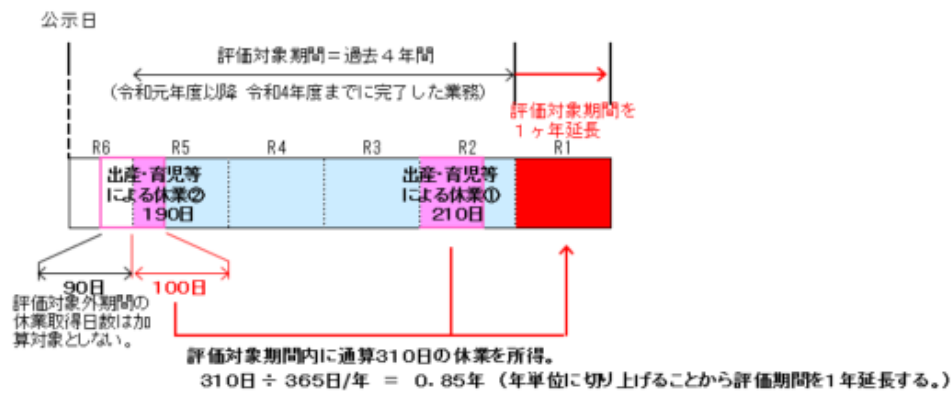 公示日
評価対象期間=過去4年間
(令和元年度以降 令和4年度までに完了した業務)
評価対象期間を
1ヶ年延長
R6 R5 R4 R3 R2 R1
出産・育児等
による休業②
190日
出産・育児等
による休業①
210日
90日
100日
評価対象外期間の
休業取得日数は加
算対象としない。
評価対象期間内に通算310日の休業を所得。
310日÷365日/年 = 0.85年(年単位に切り上げることから評価期間を1年延長する。)